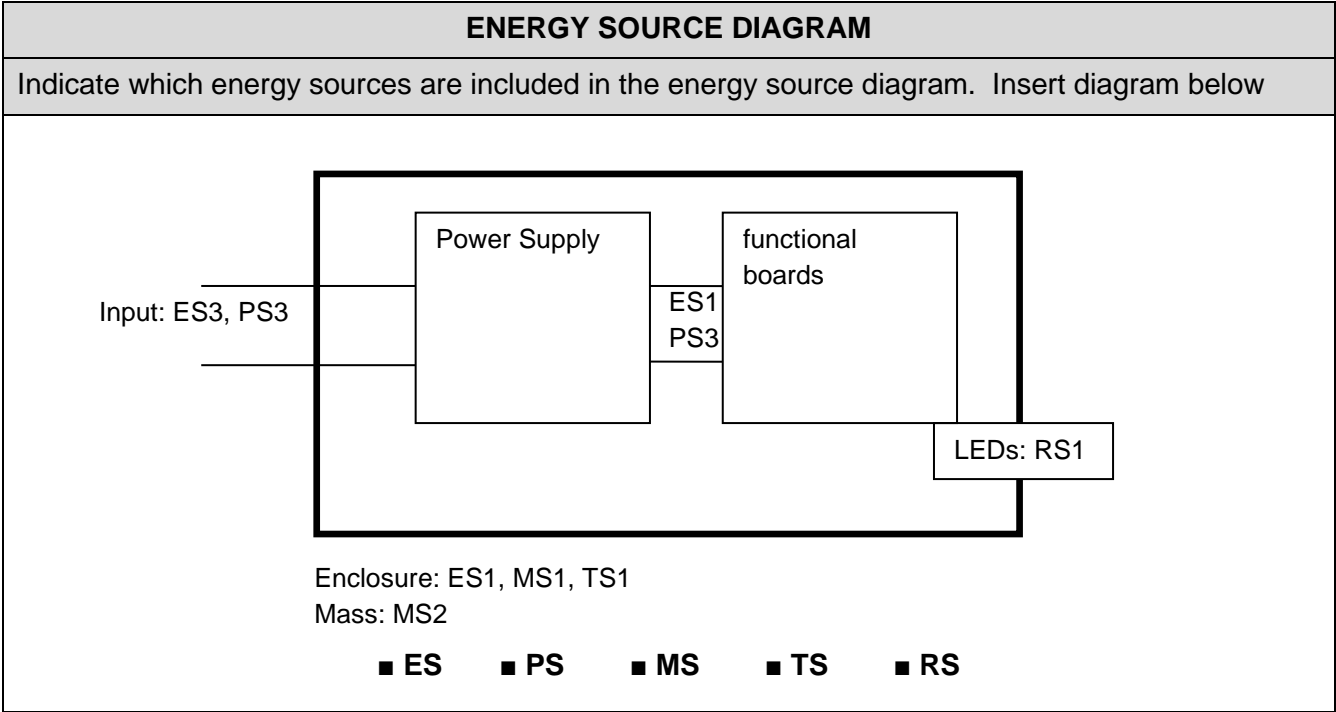 ENERGY SOURCE DIAGRAM
Indicate which energy sources are included in the energy source diagram.  Insert diagram below
Power Supply
functional
boards
Input: ES3, PS3
ES1
PS3
LEDs: RS1
Enclosure: ES1, MS1, TS1
Mass: MS2
■ ES ■ PS ■ MS ■ TS ■ RS